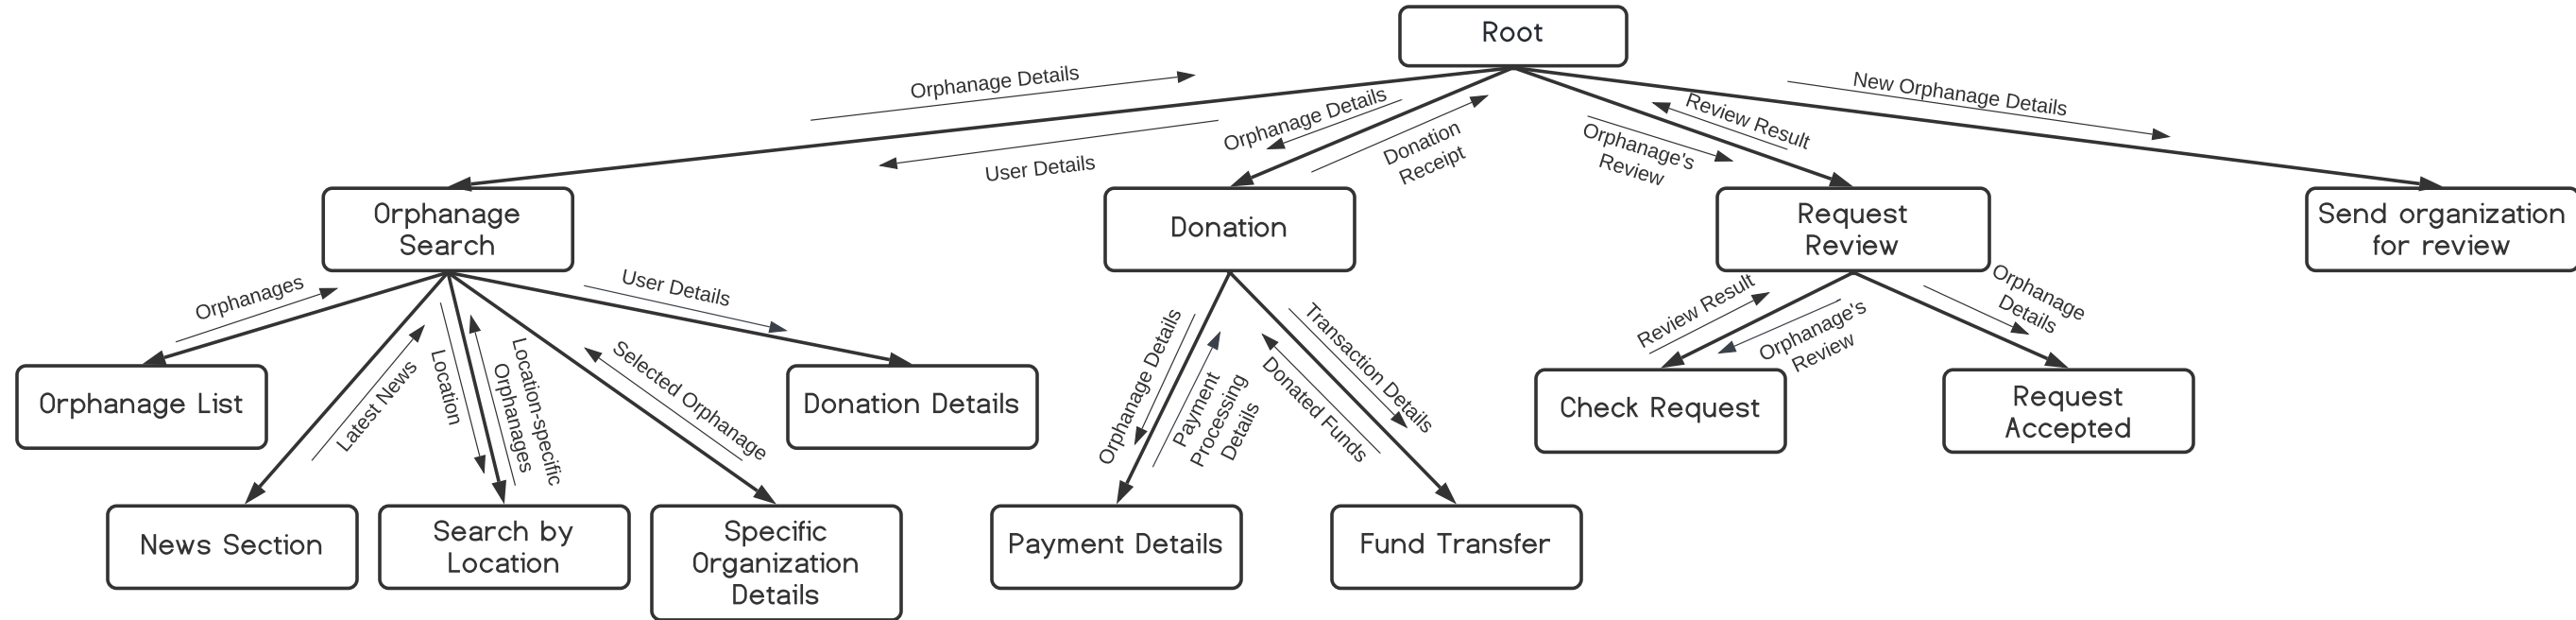 Root
Orphanage Details
User Details
Orphanage Details
Donation
Receipt
Orphanage's
Review
Review Result
New Orphanage Details
Orphanage
Search
Donation
Request
Review
Send organization
for review
Orphanages
Latest News
Location
Location-specific
Orphanages
Selected Orphanage
User Details
Orphanage Details
Payment
Processing
Details
Donated Funds
Transaction Details
Review Result
Orphanage's
Review
Orphanage
Details
Orphanage List
Donation Details
Check Request
Request
Accepted
News Section
Search by
Location
Specific
Organization
Details
Payment Details
Fund Transfer